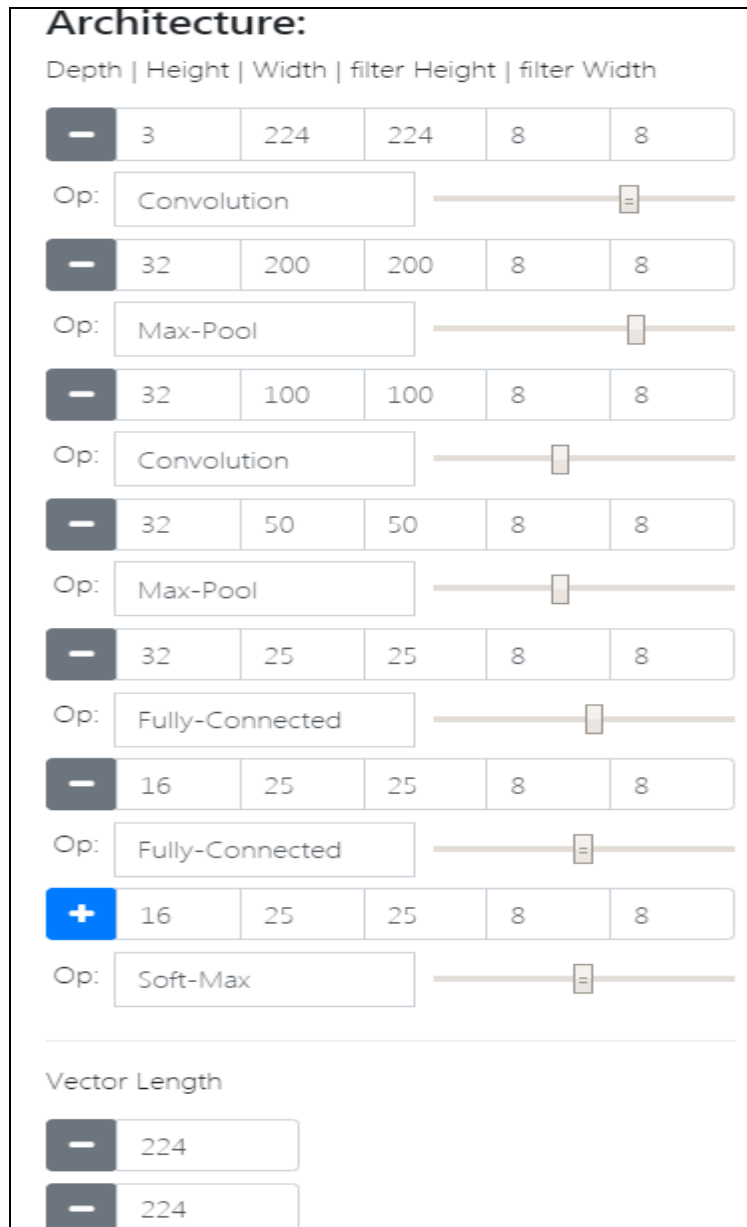 Architecture:
Depth | Height | Width | filter Height | filter Width
3 224 224 8 8
Op: Convolution
32 200 200 8 8
Op: Max-Pool
32 100 100 8 8
Op: Convolution
32 50 50 8 8
Op: Max-Pool
32 25 25 8 8
Op: Fully-Connected
16 25 25 8 8
Op: Fully-Connected
16 25 25 8 8
Op: Soft-Max
Vector Length
224
224